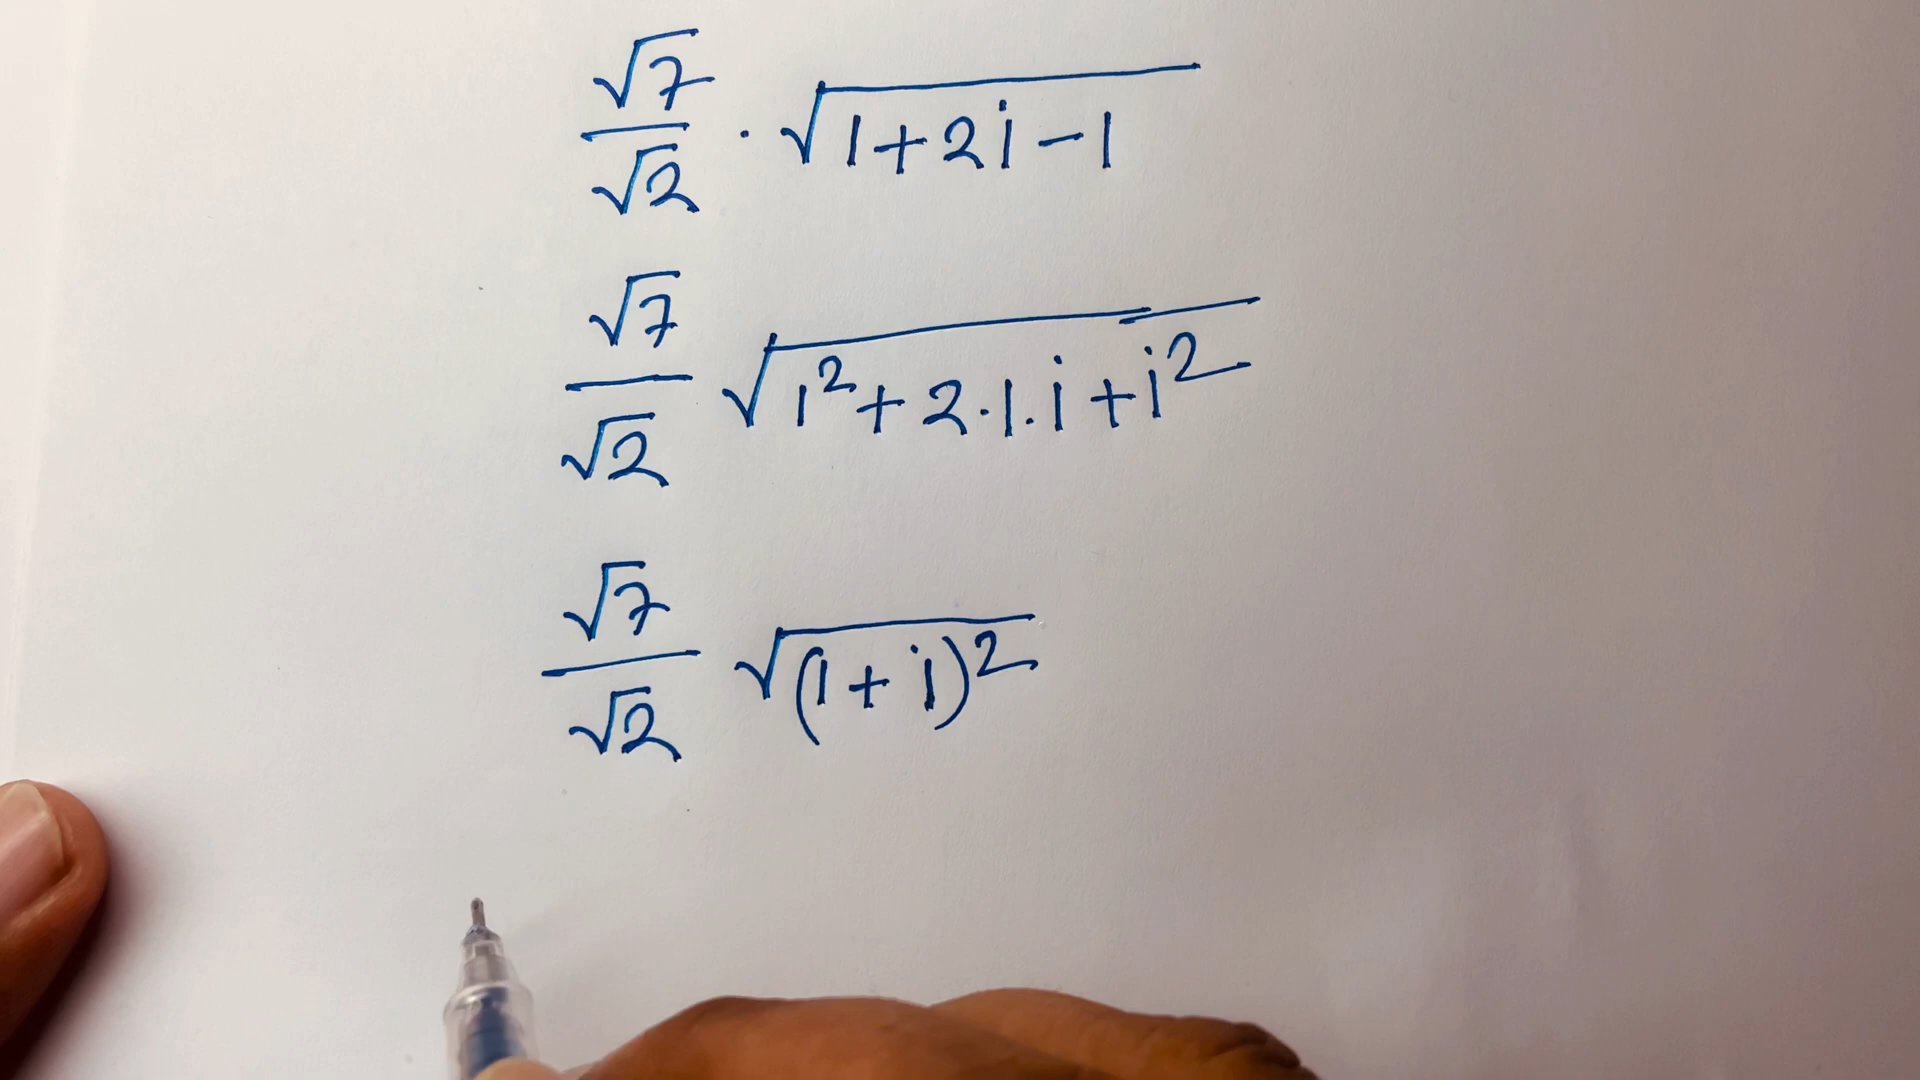 √7/√2 · √(1+2i-1)
√7/√2 √(1²+2·1·i+i²)
√7/√2 √((1+i)²)